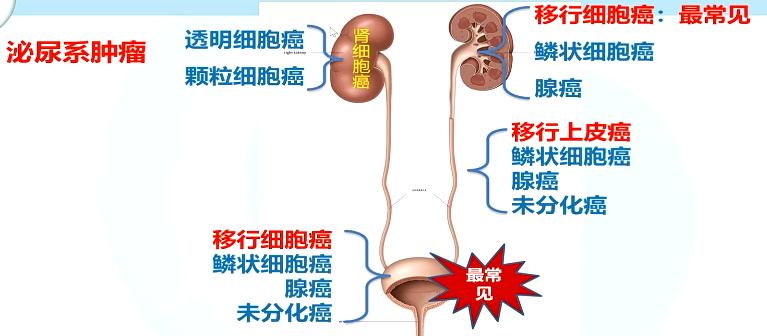 泌尿系肿瘤
透明细胞癌
颗粒细胞癌
肾细胞癌
移行细胞癌：最常见
鳞状细胞癌
腺癌
移行上皮癌
鳞状细胞癌
腺癌
未分化癌
移行细胞癌
鳞状细胞癌
腺癌
未分化癌
最常
见